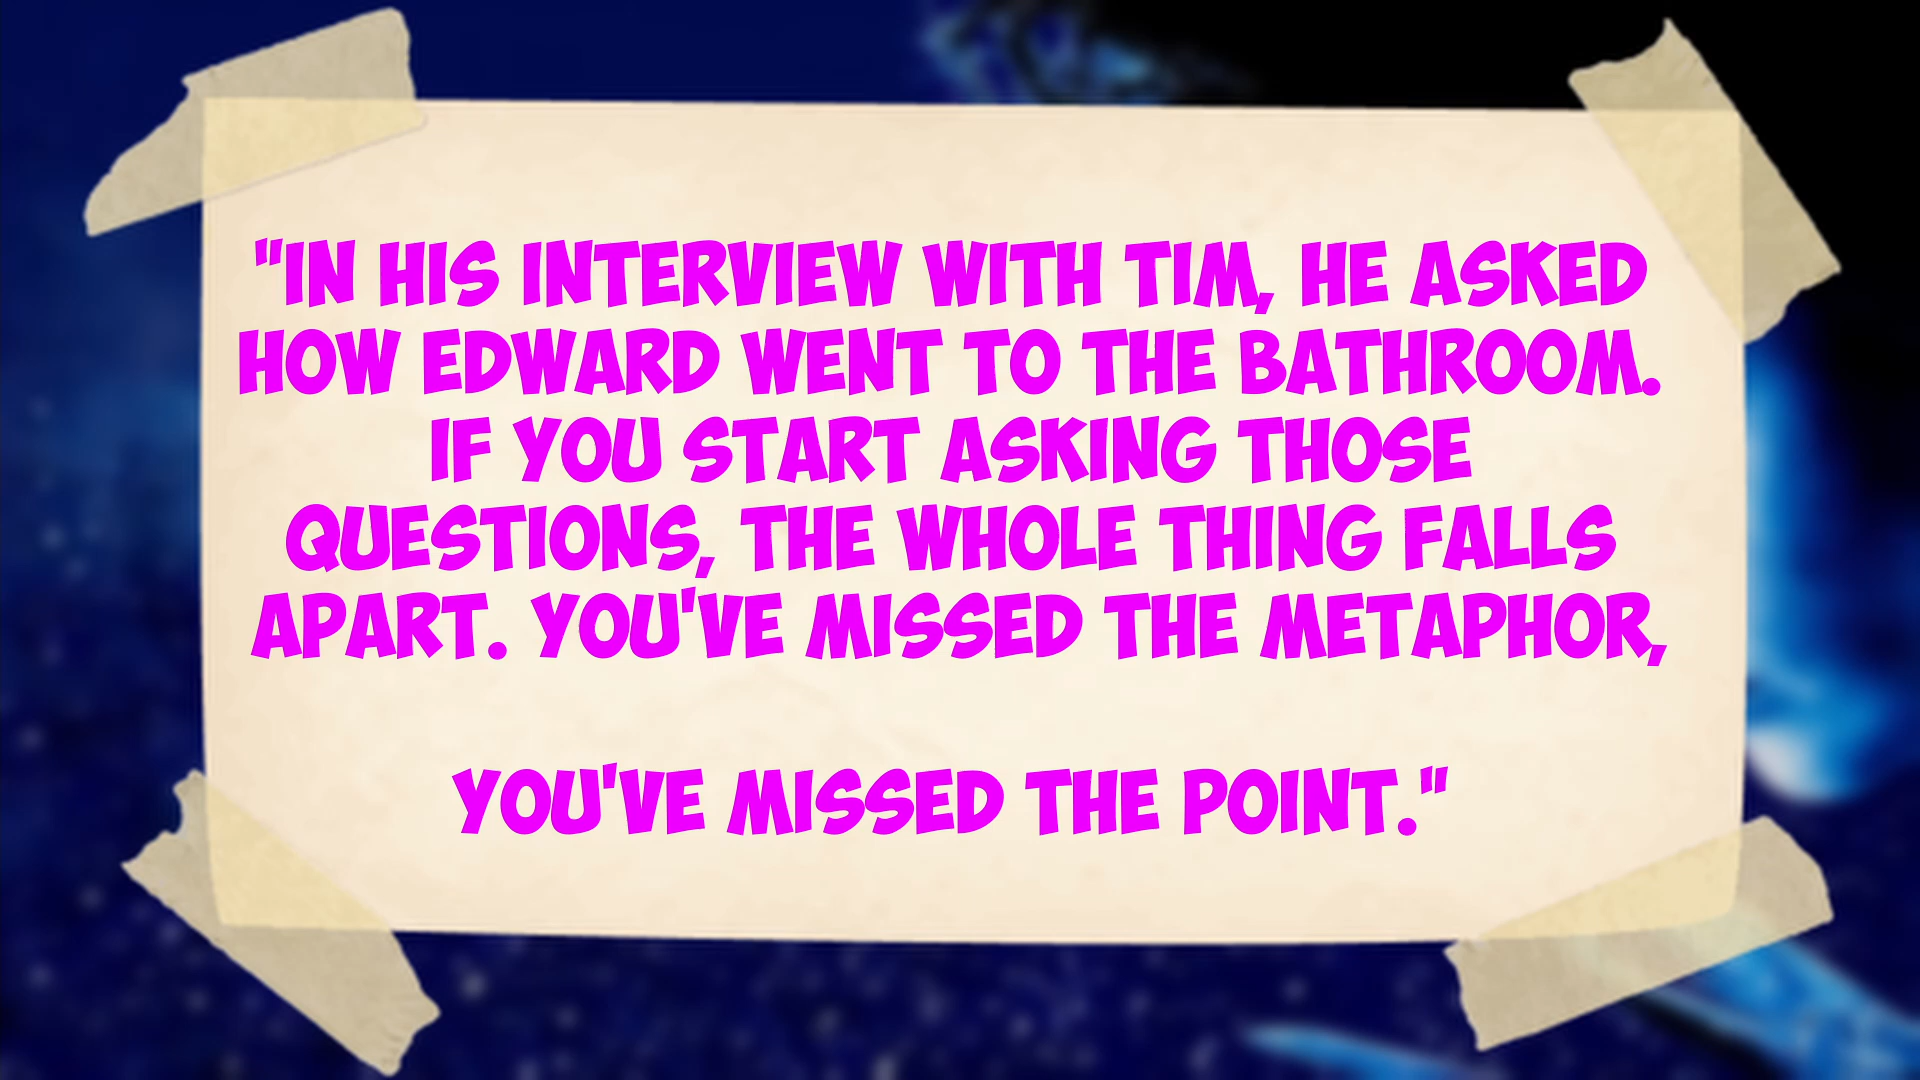 "IN HIS INTERVIEW WITH TIM, HE ASKED
HOW EDWARD WENT TO THE BATHROOM.
IF YOU START ASKING THOSE
QUESTIONS, THE WHOLE THING FALLS
APART. YOU'VE MISSED THE METAPHOR,
YOU'VE MISSED THE POINT."